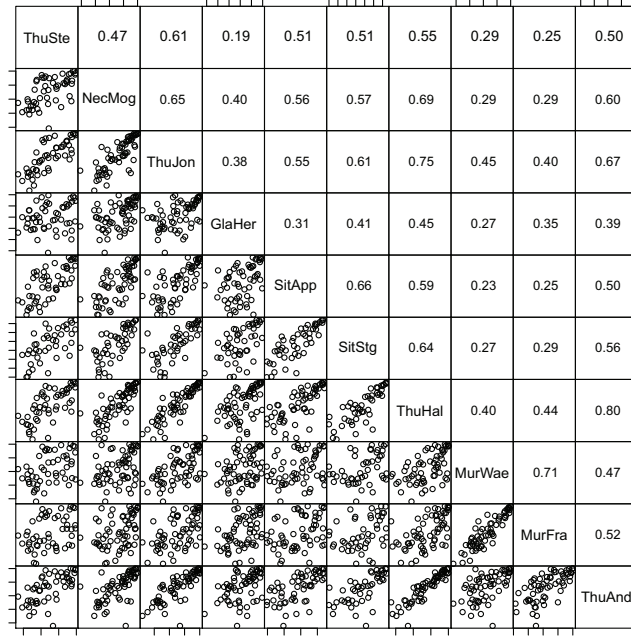 ThuSte 0.47 0.61 0.19 0.51 0.51 0.55 0.29 0.25 0.50
NecMog 0.65 0.40 0.56 0.57 0.69 0.29 0.29 0.60
ThuJon 0.38 0.55 0.61 0.75 0.45 0.40 0.67
GlaHer 0.31 0.41 0.45 0.27 0.35 0.39
SitApp 0.66 0.59 0.23 0.25 0.50
SitStg 0.64 0.27 0.29 0.56
ThuHal 0.40 0.44 0.80
MurWae 0.71 0.47
MurFra 0.52
ThuAnd